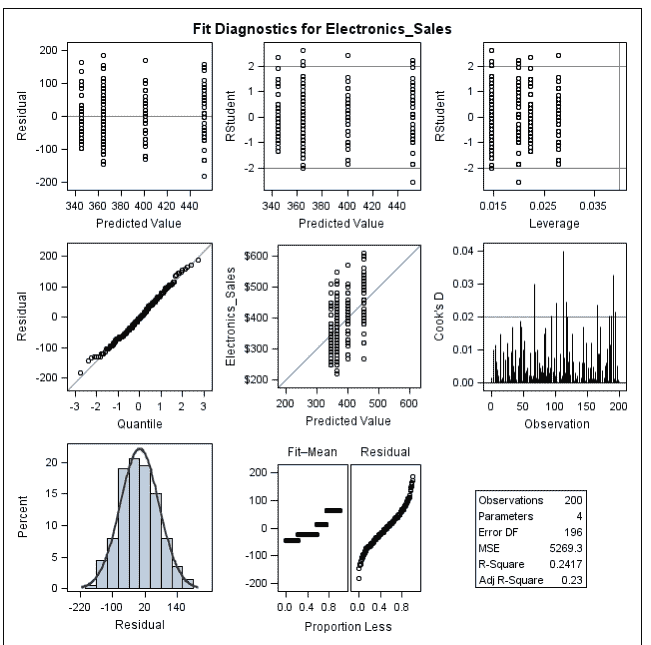 Fit Diagnostics for Electronics_Sales
200
100
0
-100
-200
Residual
340 360 380 400 420 440
Predicted Value
2
1
0
-1
-2
RStudent
340 360 380 400 420 440
Predicted Value
2
1
0
-1
-2
RStudent
0.015 0.025 0.035
Leverage
200
100
0
-100
-200
Residual
-3 -2 -1 0 1 2 3
Quantile
$600
$500
$400
$300
$200
Electronics_Sales
200 300 400 500 600
Predicted Value
0.04
0.03
0.02
0.01
0.00
Cook's D
0 50 100 150 200
Observation
20
15
10
5
0
Percent
-220 -100 20 140
Residual
Fit–Mean Residual
200
100
0
-100
-200
0.0 0.4 0.8 0.0 0.4 0.8
Proportion Less
Observations 200
Parameters 4
Error DF 196
MSE 5269.3
R-Square 0.2417
Adj R-Square 0.23